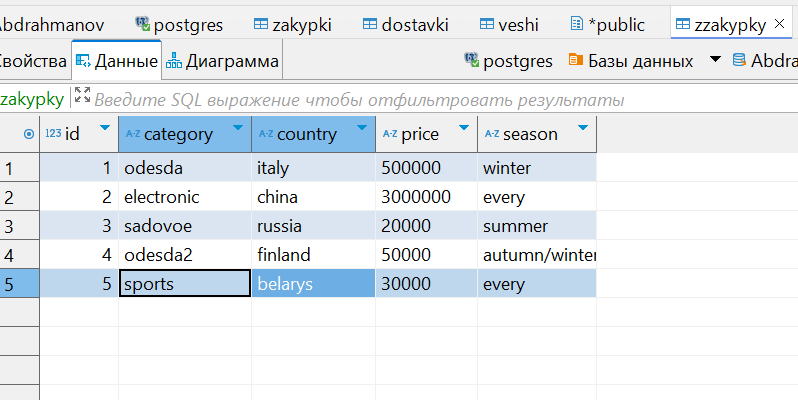 Abdrahmanov postgres zakypki dostavki veshi *public zzakypky
Свойства Данные Диаграмма postgres Базы данных Abdra
zakypky Введите SQL выражение чтобы отфильтровать результаты
123 id A-Z category A-Z country A-Z price A-Z season
1 1 odesda italy 500000 winter
2 2 electronic china 3000000 every
3 3 sadovoe russia 20000 summer
4 4 odesda2 finland 50000 autumn/winter
5 5 sports belarys 30000 every